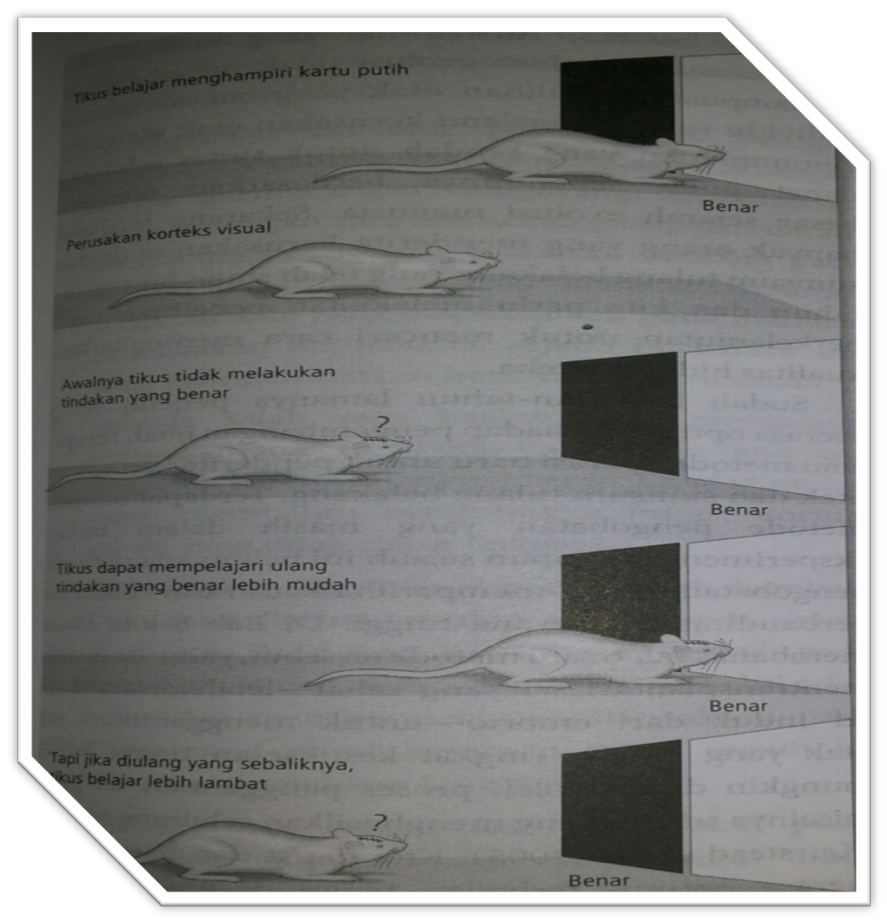 Tikus belajar menghampiri kartu putih
Benar
Perusakan korteks visual
Awalnya tikus tidak melakukan
tindakan yang benar
?
Benar
Tikus dapat mempelajari ulang
tindakan yang benar lebih mudah
Benar
Tapi jika diulang yang sebaliknya,
tikus belajar lebih lambat
?
Benar